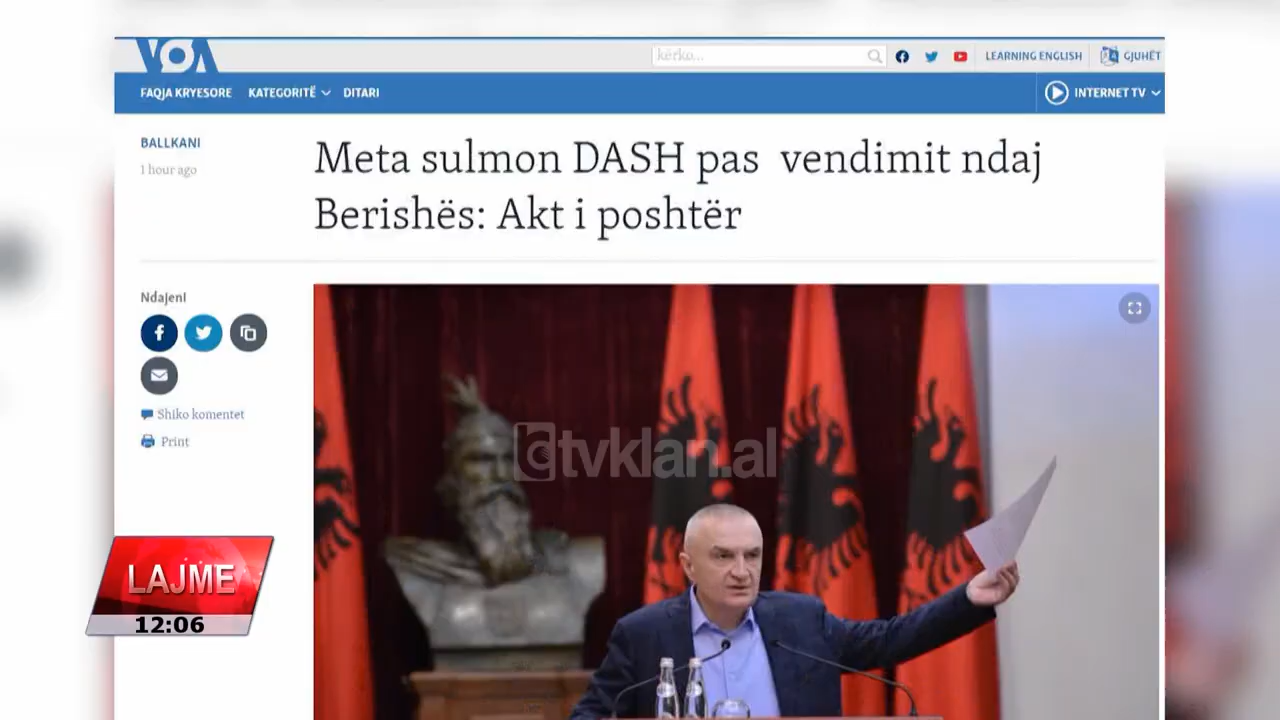 VOA
kërko...
LEARNING ENGLISH
GJUHËT
FAQJA KRYESORE
KATEGORITË
DITARI
INTERNET TV
BALLKANI
1 hour ago
Meta sulmon DASH pas vendimit ndaj
Berishës: Akt i poshtër
Ndajeni
Shiko komentet
Print
tvklan.al
LAJME
12:06